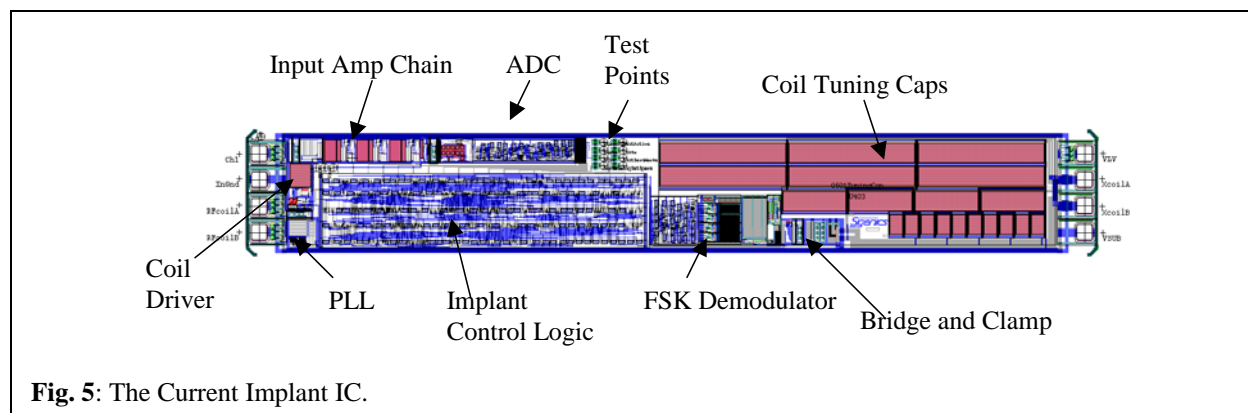 Test
Points
Input Amp Chain
ADC
Coil Tuning Caps
Ch1
InGnd
RFcoilA
RFcoilB
VLV
XcoilA
XcoilB
VSUB
Coil
Driver
PLL
Implant
Control Logic
FSK Demodulator
Bridge and Clamp
Fig. 5: The Current Implant IC.